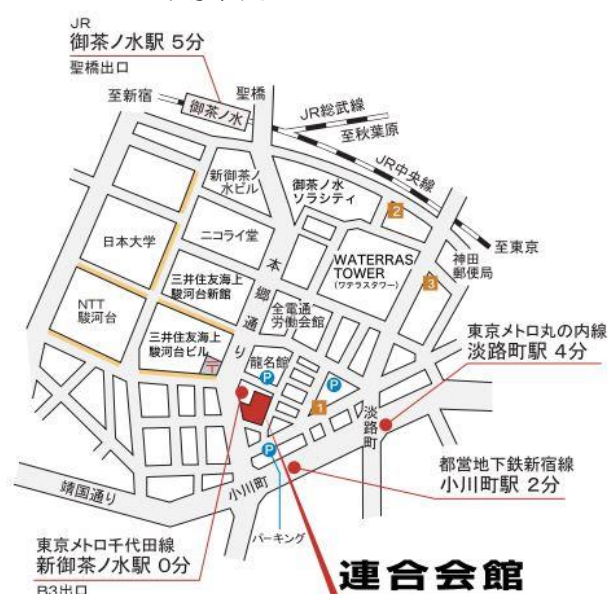 JR
御茶ノ水駅 5分
聖橋出口
至新宿
聖橋
御茶ノ水
JR総武線
至秋葉原
JR中央線
新御茶ノ
水ビル
御茶ノ水
ソラシティ
2
日本大学
ニコライ堂
本郷通り
WATERRAS
TOWER
(ワテラスタワー)
至東京
神田
郵便局
3
三井住友海上
駿河台新館
NTT
駿河台
全電通
労働会館
三井住友海上
駿河台ビル
〒
龍名館
P
P
1
東京メトロ丸の内線
淡路町駅 4分
淡路町
P
都営地下鉄新宿線
小川町駅 2分
靖国通り
小川町
パーキング
東京メトロ千代田線
新御茶ノ水駅 0分
B3出口
連合会館